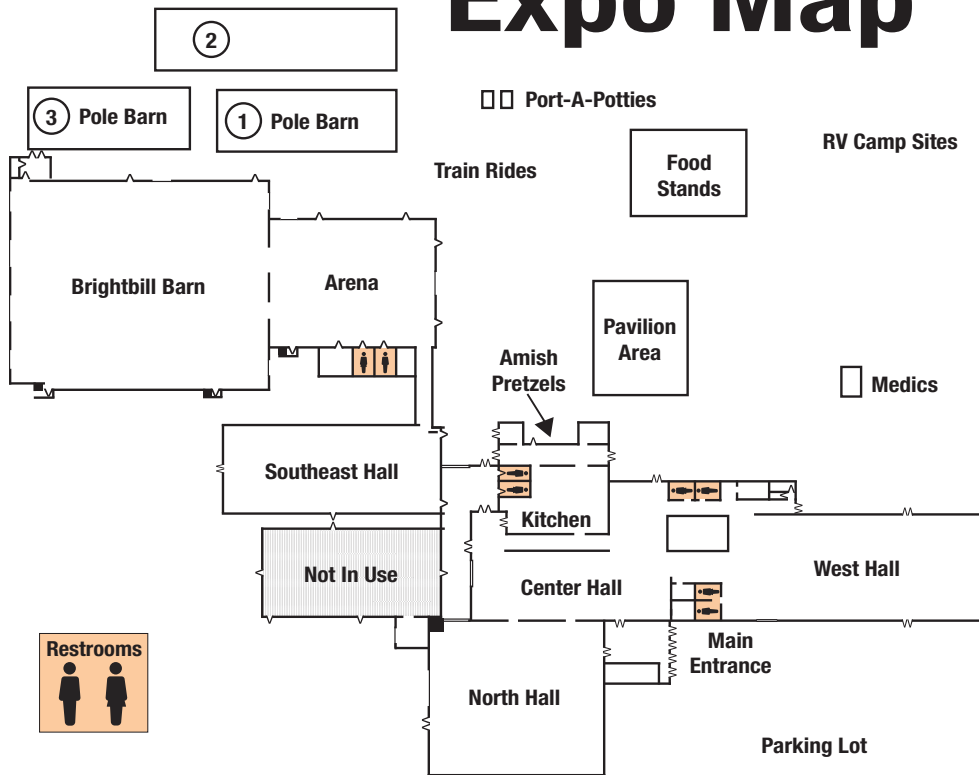 Expo Map
2
3 Pole Barn
1 Pole Barn
Port-A-Potties
RV Camp Sites
Train Rides
Food
Stands
Brightbill Barn
Arena
Pavilion
Area
Amish
Pretzels
Medics
Southeast Hall
Kitchen
Not In Use
Center Hall
West Hall
Restrooms
Main
Entrance
North Hall
Parking Lot